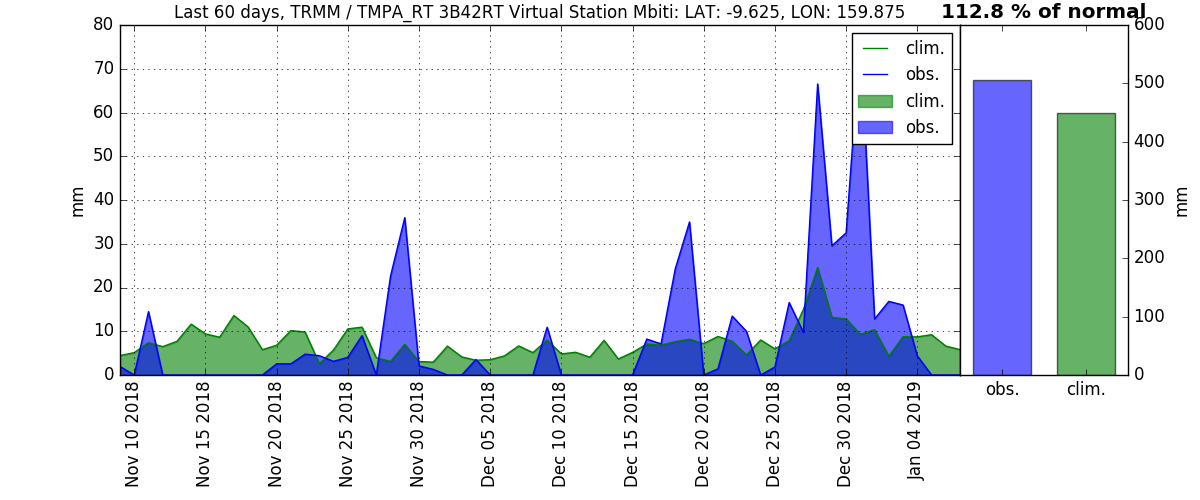 Last 60 days, TRMM / TMPA_RT 3B42RT Virtual Station Mbiti: LAT: -9.625, LON: 159.875
112.8 % of normal
80
70
60
50
40
30
20
10
0
mm
clim.
obs.
clim.
obs.
600
500
400
300
200
100
0
mm
obs.
clim.
Nov 10 2018
Nov 15 2018
Nov 20 2018
Nov 25 2018
Nov 30 2018
Dec 05 2018
Dec 10 2018
Dec 15 2018
Dec 20 2018
Dec 25 2018
Dec 30 2018
Jan 04 2019